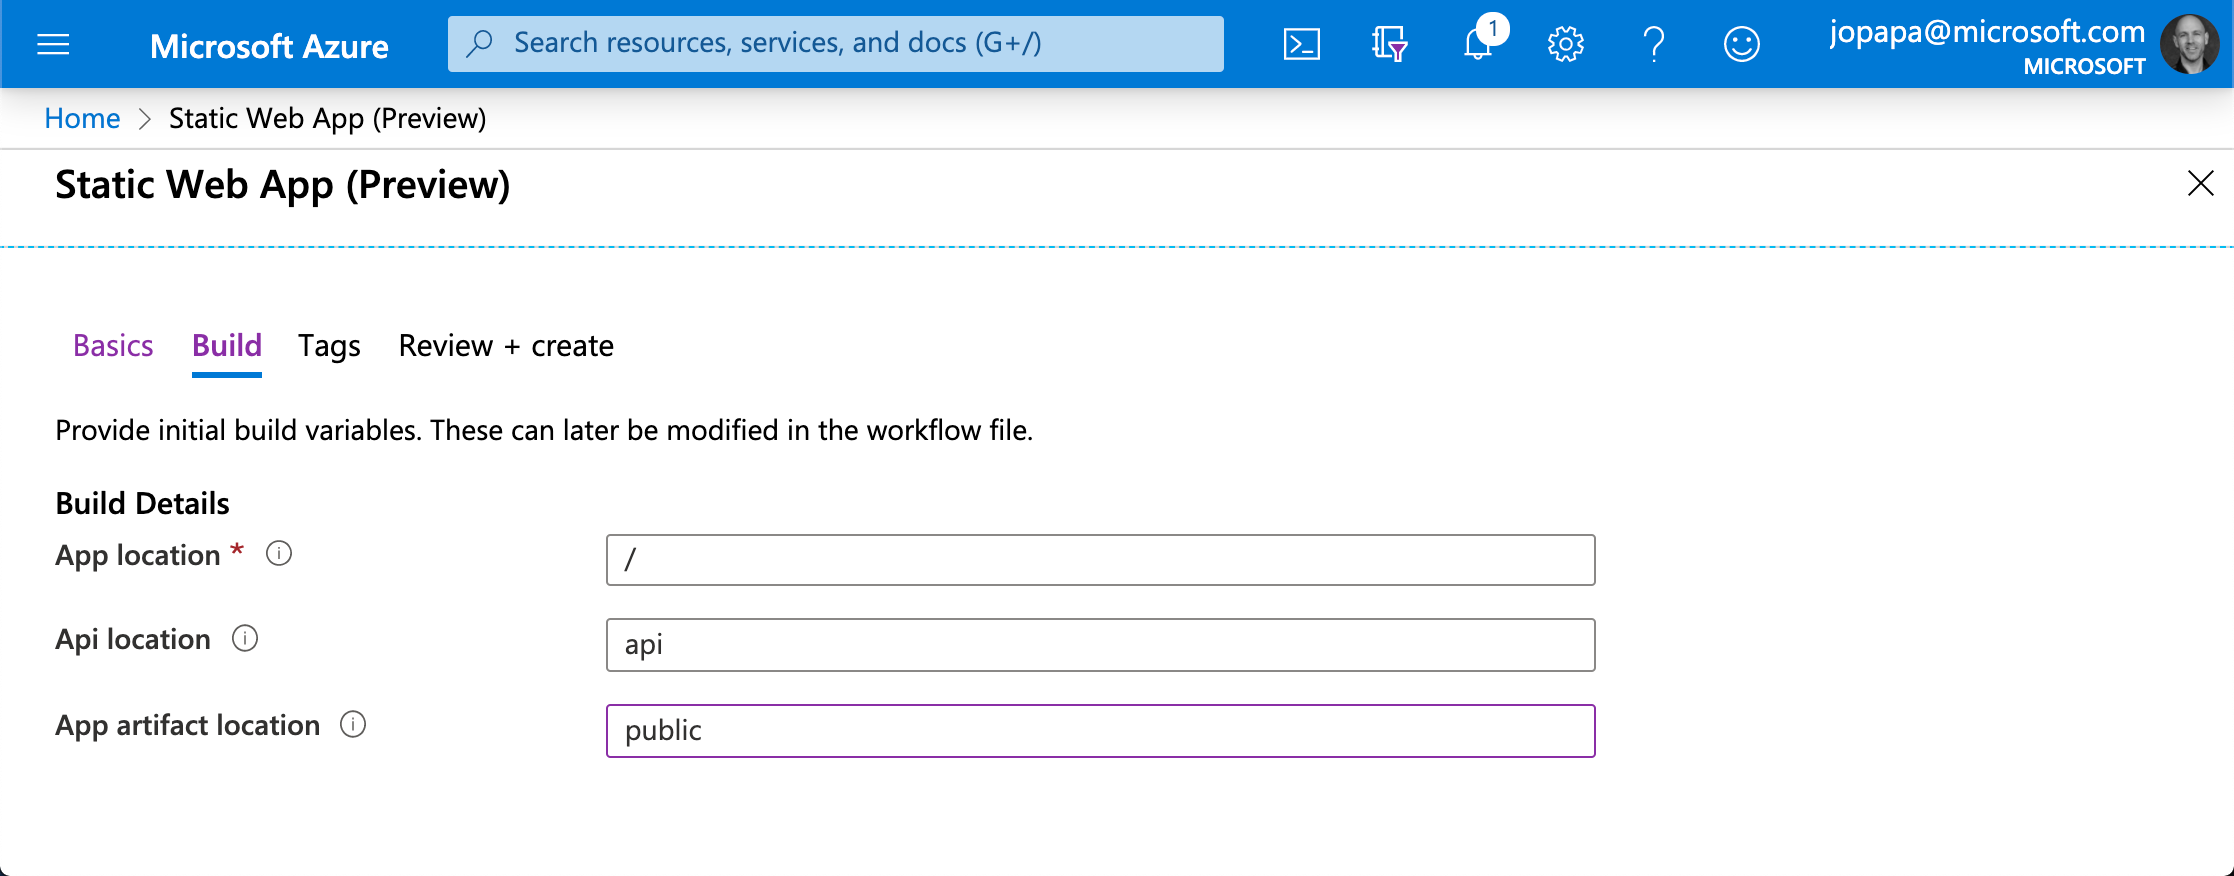 Microsoft Azure
Search resources, services, and docs (G+/)
1
jopapa@microsoft.com
MICROSOFT
Home > Static Web App (Preview)
Static Web App (Preview)
Basics Build Tags Review + create
Provide initial build variables. These can later be modified in the workflow file.
Build Details
App location *
/
Api location
api
App artifact location
public